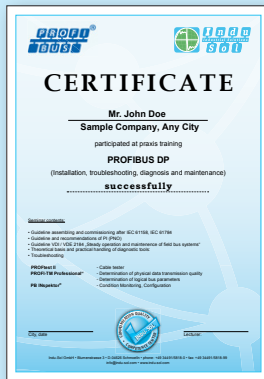 PROFI
BUS
Indu
Sol
CERTIFICATE
Mr. John Doe
Sample Company, Any City
participated at praxis training
PROFIBUS DP
(Installation, troubleshooting, diagnosis and maintenance)
successfully
Seminar contents:
• Guideline assembling and commissioning after IEC 61158, IEC 61784
• Guideline and recommendations of PI (PNO)
• Guideline VDI/ VDE 2184 „Steady operation and maintenence of field bus systems“
• Theoretical basis and practical handling of diagnostic tools:
• Troubleshooting
PROFtest II - Cable tester
PROFI-TM Professional+ - Determination of physical data transmission quality
- Determination of logical bus parameters
PB INspektor® - Condition Monitoring, Configuration
City, date
Lecturer